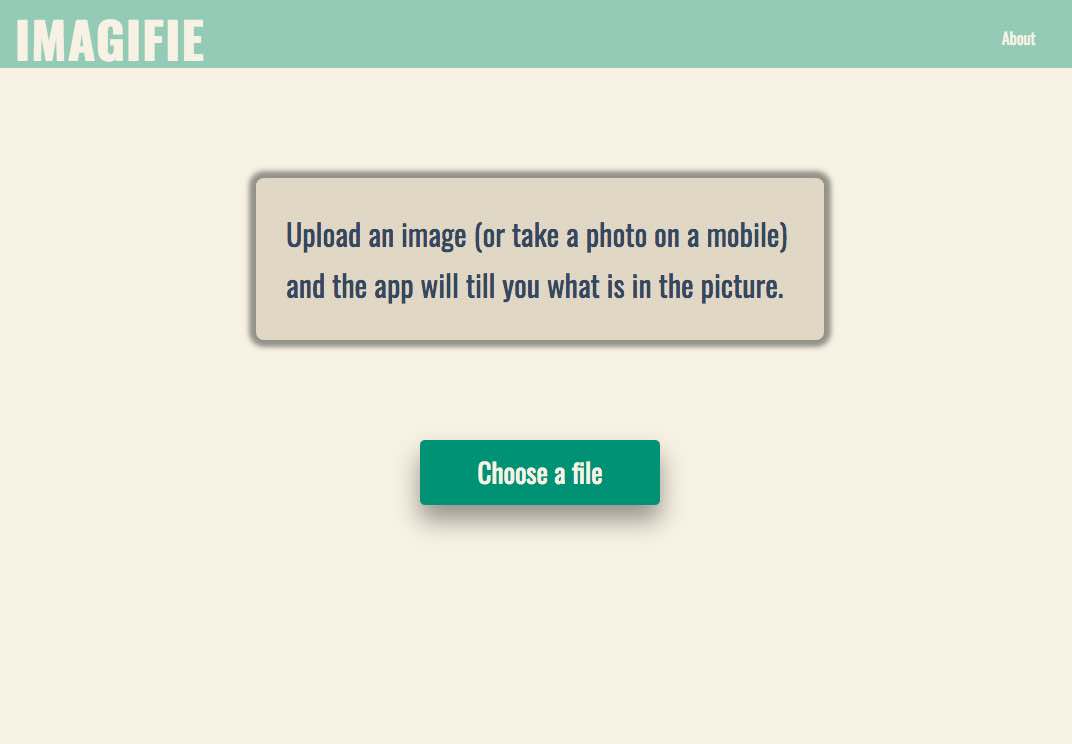 IMAGIFIE
About
Upload an image (or take a photo on a mobile)
and the app will till you what is in the picture.
Choose a file